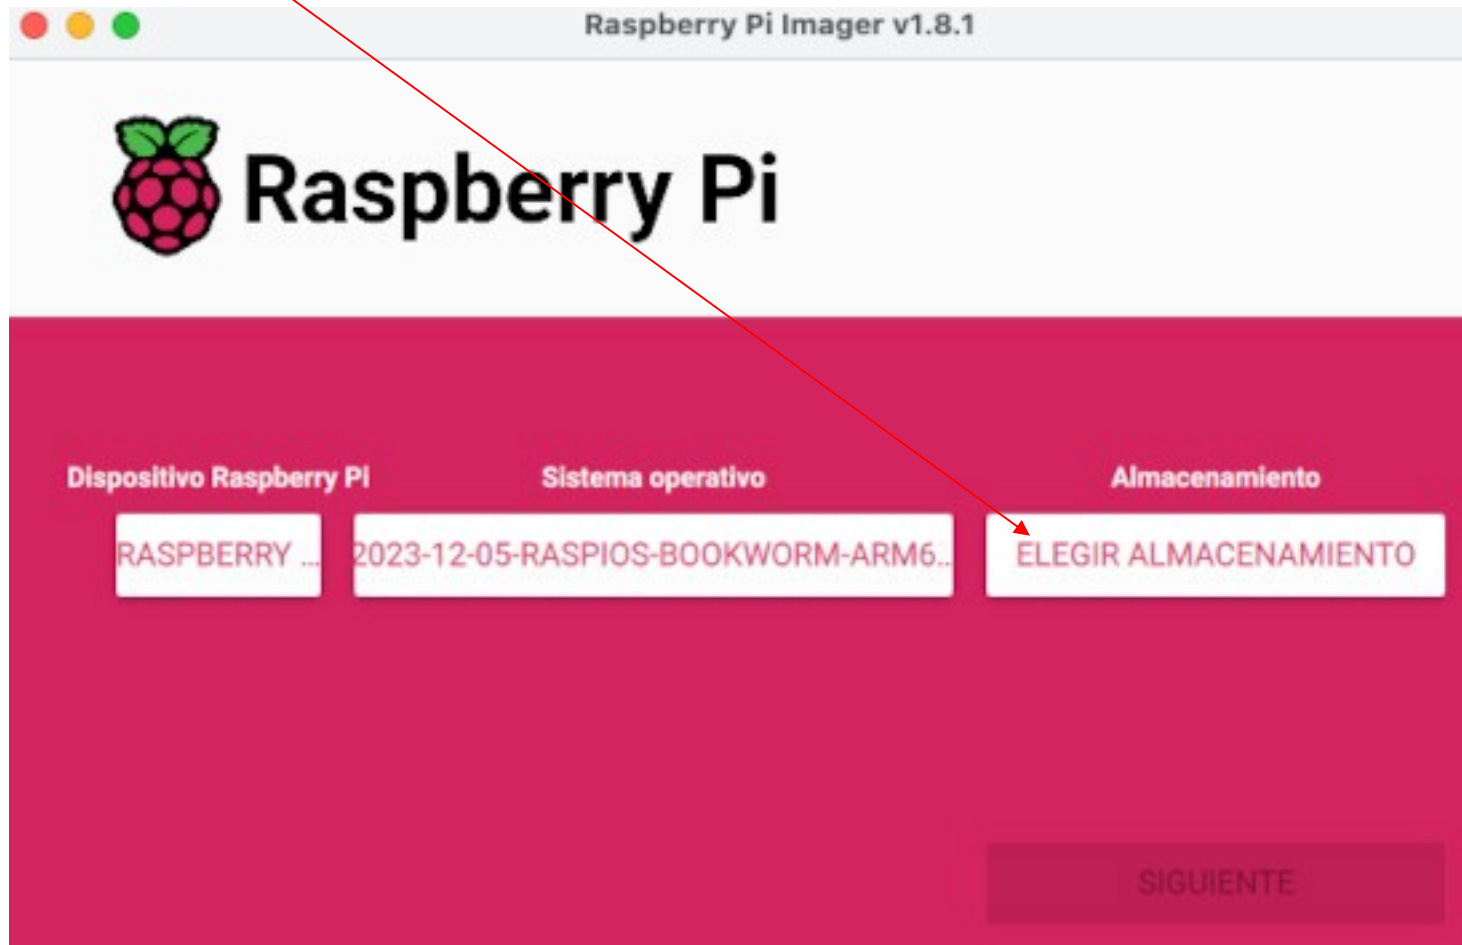 Raspberry Pi Imager v1.8.1
Raspberry Pi
Dispositivo Raspberry Pi
Sistema operativo
Almacenamiento
RASPBERRY ...
2023-12-05-RASPIOS-BOOKWORM-ARM6...
ELEGIR ALMACENAMIENTO
SIGUIENTE